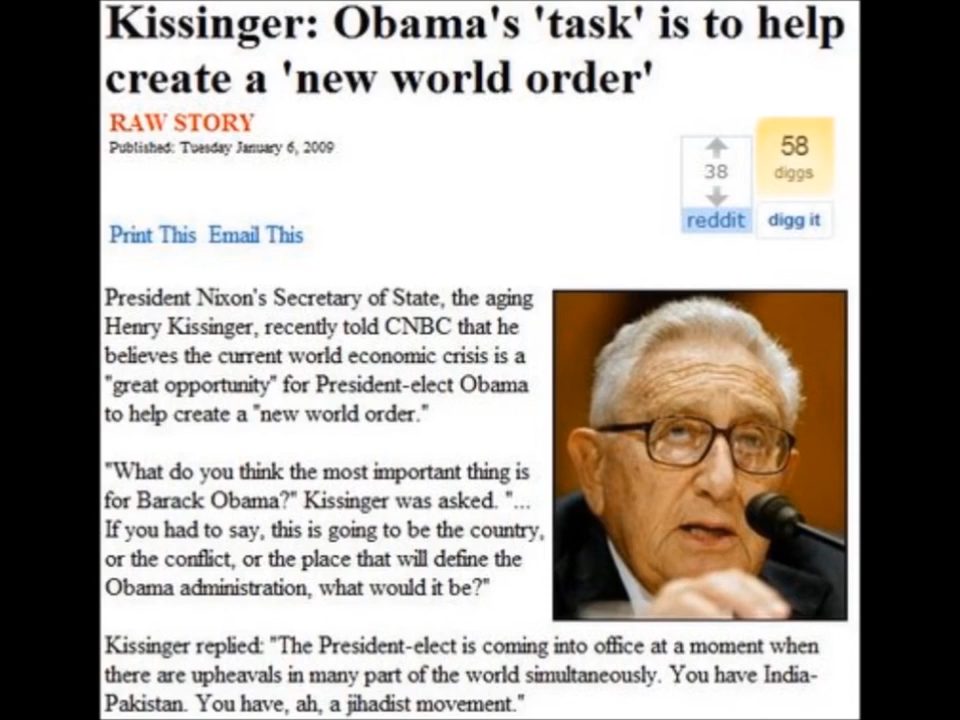 Kissinger: Obama's 'task' is to help
create a 'new world order'
RAW STORY
Published: Tuesday January 6, 2009
38
reddit
58
diggs
digg it
Print This Email This
President Nixon's Secretary of State, the aging
Henry Kissinger, recently told CNBC that he
believes the current world economic crisis is a
"great opportunity" for President-elect Obama
to help create a "new world order."
"What do you think the most important thing is
for Barack Obama?" Kissinger was asked. "...
If you had to say, this is going to be the country,
or the conflict, or the place that will define the
Obama administration, what would it be?"
Kissinger replied: "The President-elect is coming into office at a moment when
there are upheavals in many part of the world simultaneously. You have India-
Pakistan. You have, ah, a jihadist movement."